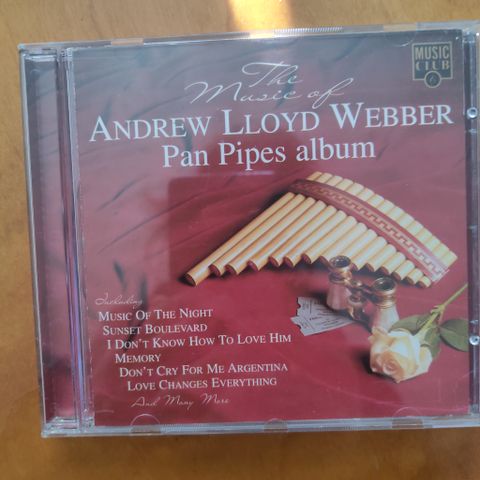 The
Music of
ANDREW LLOYD WEBBER
Pan Pipes album
MUSIC
CLUB
Including
MUSIC OF THE NIGHT
SUNSET BOULEVARD
I DON'T KNOW HOW TO LOVE HIM
MEMORY
DON'T CRY FOR ME ARGENTINA
LOVE CHANGES EVERYTHING
And Many More